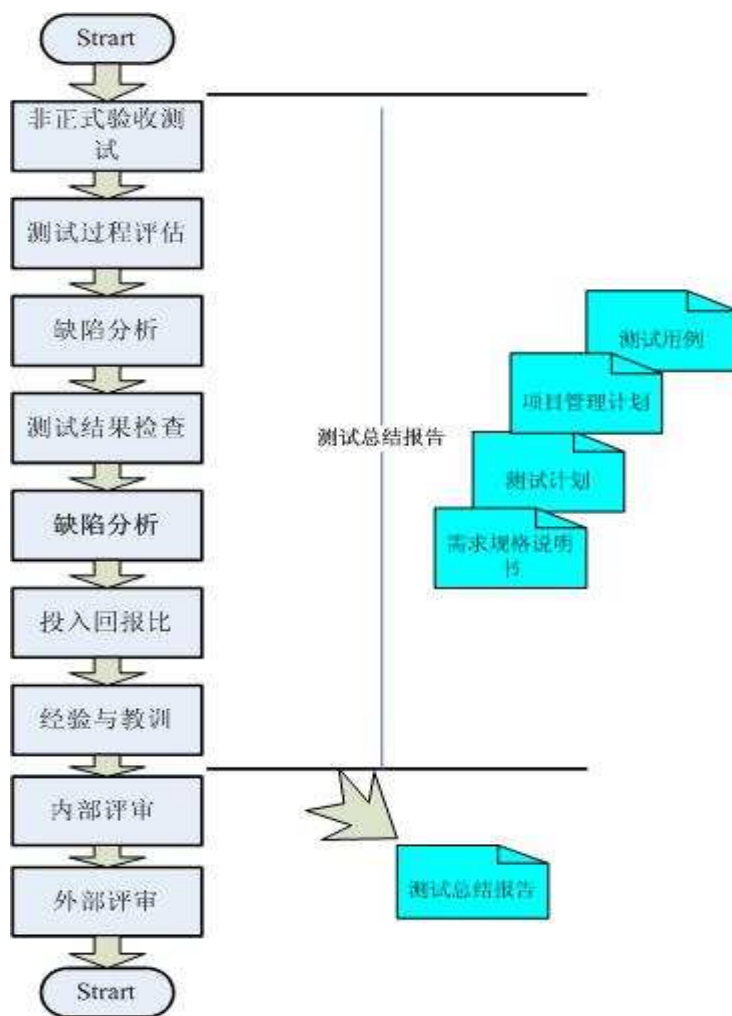 Strart
非正式验收测
试
测试过程评估
缺陷分析
测试结果检查
缺陷分析
投入回报比
经验与教训
内部评审
外部评审
Strart
测试总结报告
测试用例
项目管理计划
测试计划
需求规格说明
书
测试总结报告